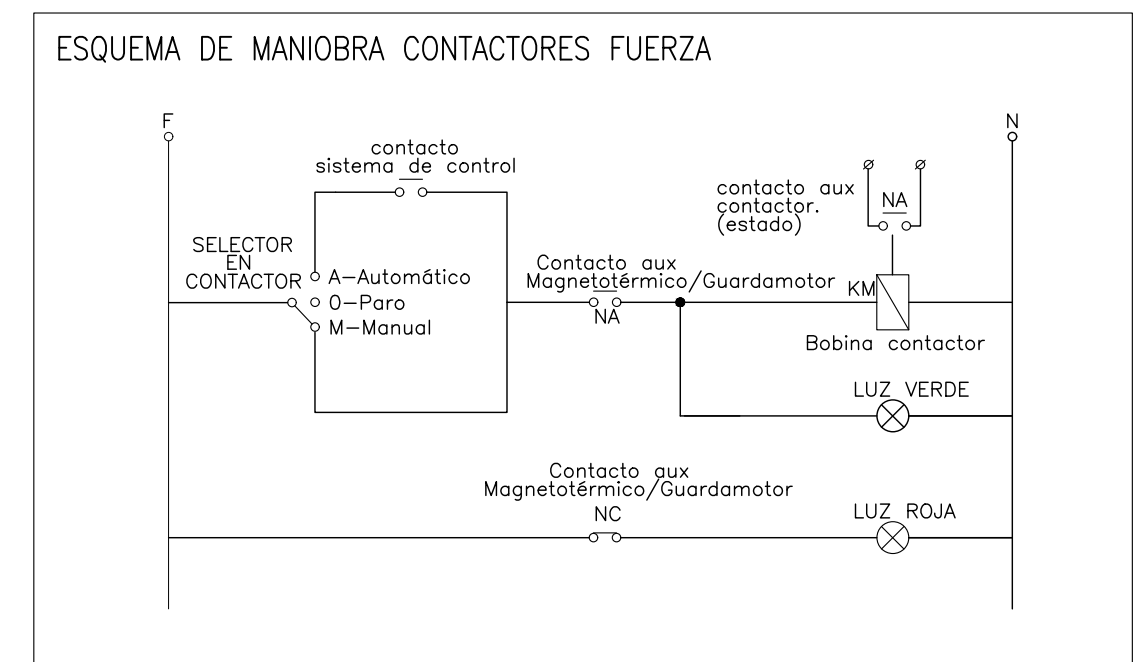 ESQUEMA DE MANIOBRA CONTACTORES FUERZA
F
N
contacto
sistema de control
contacto aux
contactor.
(estado)
NA
SELECTOR
EN
CONTACTOR
A-Automático
0-Paro
M-Manual
Contacto aux
Magnetotérmico/Guardamotor
NA
KM
Bobina contactor
LUZ VERDE
Contacto aux
Magnetotérmico/Guardamotor
NC
LUZ ROJA